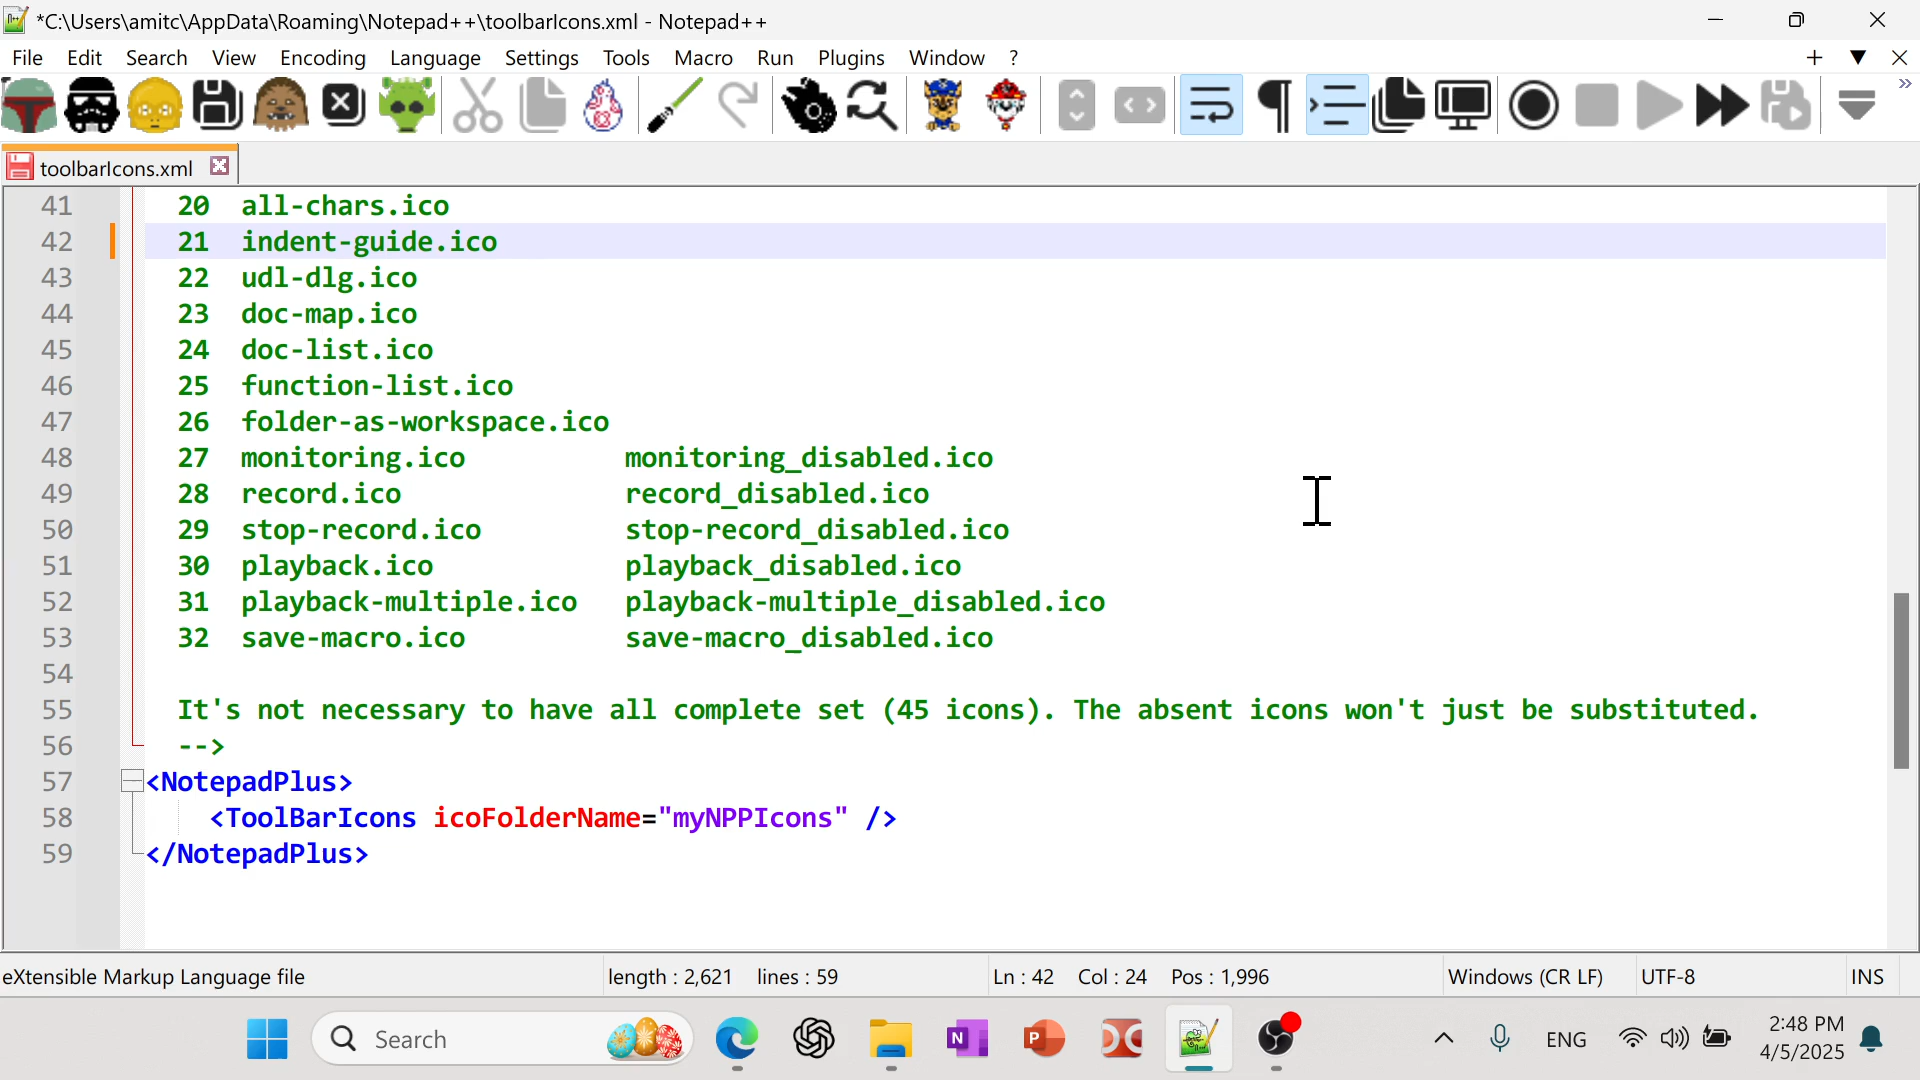 *C:\Users\amitc\AppData\Roaming\Notepad++\toolbarIcons.xml - Notepad++
File Edit Search View Encoding Language Settings Tools Macro Run Plugins Window ?
toolbarIcons.xml
41 20 all-chars.ico
42 21 indent-guide.ico
43 22 udl-dlg.ico
44 23 doc-map.ico
45 24 doc-list.ico
46 25 function-list.ico
47 26 folder-as-workspace.ico
48 27 monitoring.ico monitoring_disabled.ico
49 28 record.ico record_disabled.ico
50 29 stop-record.ico stop-record_disabled.ico
51 30 playback.ico playback_disabled.ico
52 31 playback-multiple.ico playback-multiple_disabled.ico
53 32 save-macro.ico save-macro_disabled.ico
54
55 It's not necessary to have all complete set (45 icons). The absent icons won't just be substituted.
56 -->
57 <NotepadPlus>
58 <ToolBarIcons icoFolderName="myNPPIcons" />
59 </NotepadPlus>
eXtensible Markup Language file length : 2,621 lines : 59 Ln : 42 Col : 24 Pos : 1,996 Windows (CR LF) UTF-8 INS
Search ENG 2:48 PM
4/5/2025